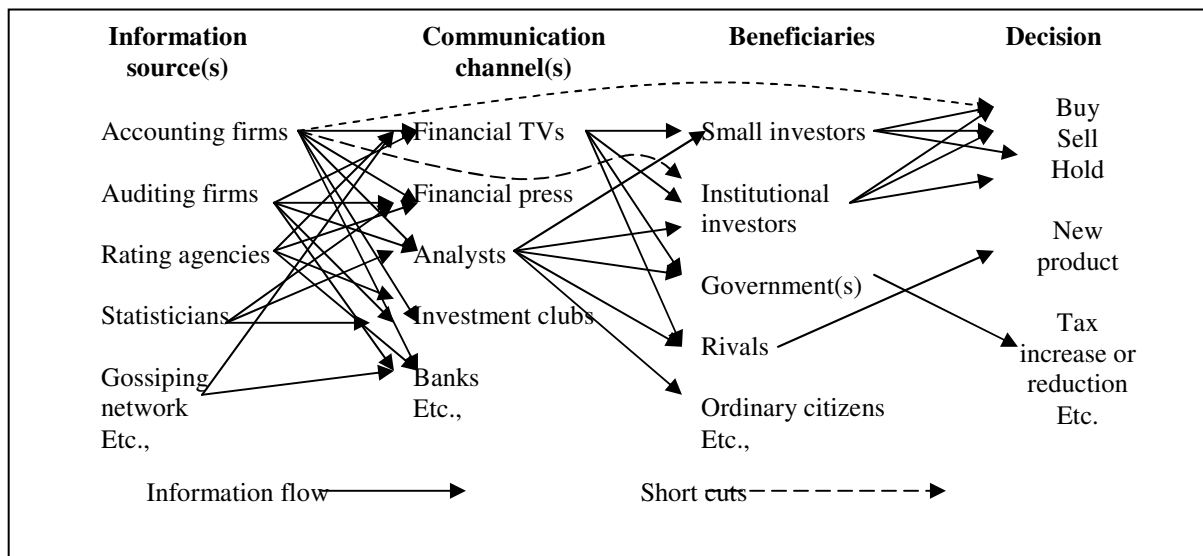 Information source(s)
Communication channel(s)
Beneficiaries
Decision
Accounting firms
Auditing firms
Rating agencies
Statisticians
Gossiping
network
Etc.,
Financial TVs
Financial press
Analysts
Investment clubs
Banks
Etc.,
Small investors
Institutional
investors
Government(s)
Rivals
Ordinary citizens
Etc.,
Buy
Sell
Hold
New
product
Tax
increase or
reduction
Etc.
Information flow
Short cuts